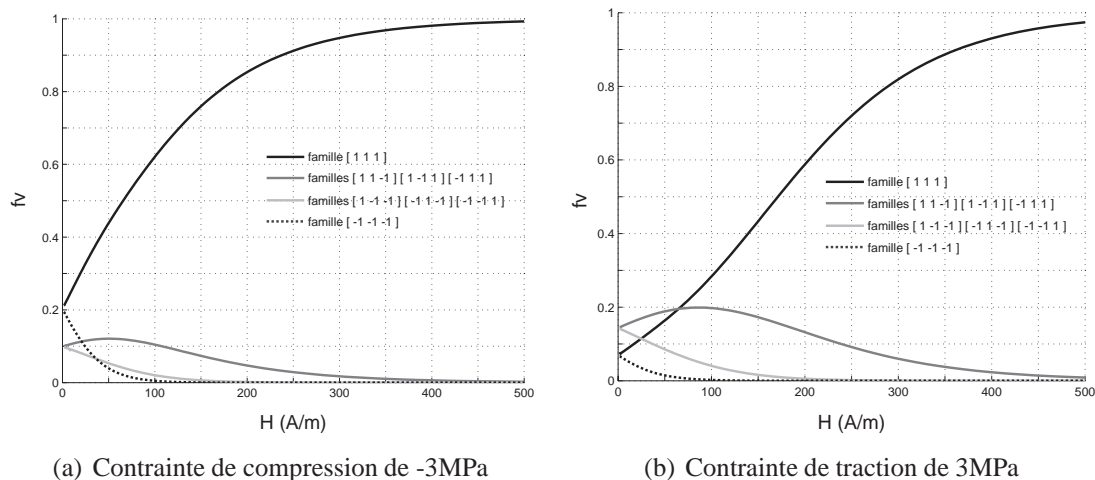 1
0.8
0.6
0.4
0.2
0
fv
famille [ 1 1 1 ]
familles [ 1 1 -1 ] [ 1 -1 1 ] [ -1 1 1 ]
familles [ 1 -1 -1 ] [ -1 1 -1 ] [ -1 -1 1 ]
famille [ -1 -1 -1 ]
0 100 200 300 400 500
H (A/m)
(a) Contrainte de compression de -3MPa
1
0.8
0.6
0.4
0.2
0
fv
famille [ 1 1 1 ]
familles [ 1 1 -1 ] [ 1 -1 1 ] [ -1 1 1 ]
familles [ 1 -1 -1 ] [ -1 1 -1 ] [ -1 -1 1 ]
famille [ -1 -1 -1 ]
0 100 200 300 400 500
H (A/m)
(b) Contrainte de traction de 3MPa